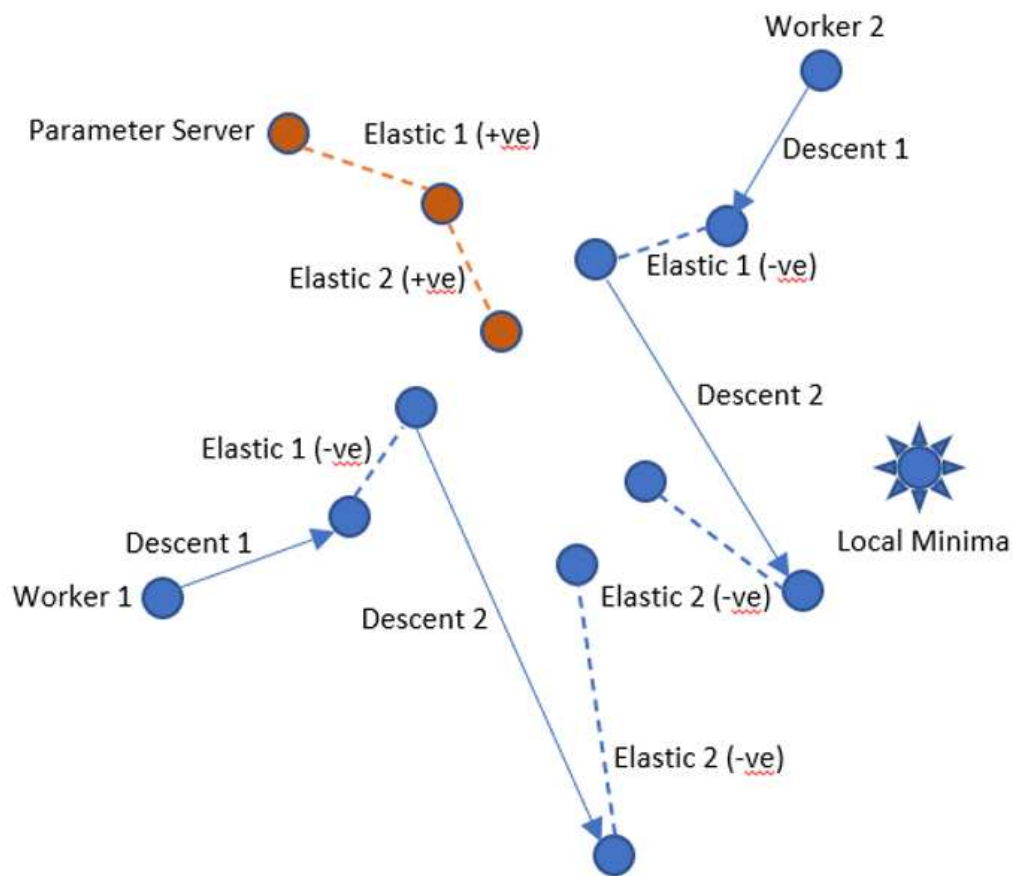 Worker 2
Parameter Server
Elastic 1 (+ve)
Descent 1
Elastic 1 (-ve)
Elastic 2 (+ve)
Descent 2
Elastic 1 (-ve)
Descent 1
Local Minima
Worker 1
Elastic 2 (-ve)
Descent 2
Elastic 2 (-ve)